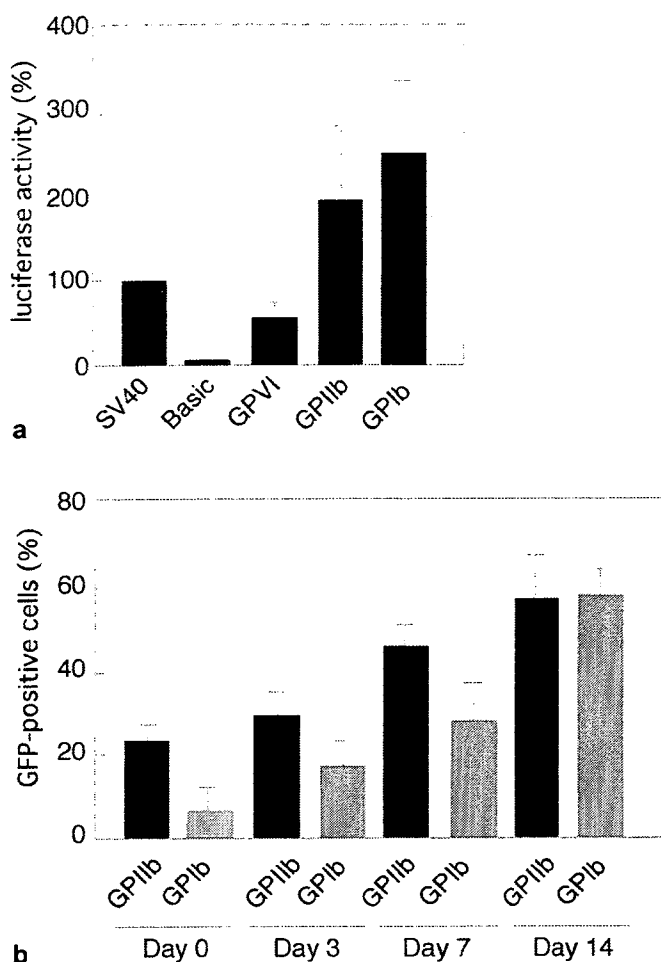 luciferase activity (%)
400
300
200
100
0
SV40
Basic
GPVI
GPIIb
GPIb
a
GFP-positive cells (%)
80
60
40
20
0
GPIIb
GPIb
GPIIb
GPIb
GPIIb
GPIb
GPIIb
GPIb
Day 0
Day 3
Day 7
Day 14
b